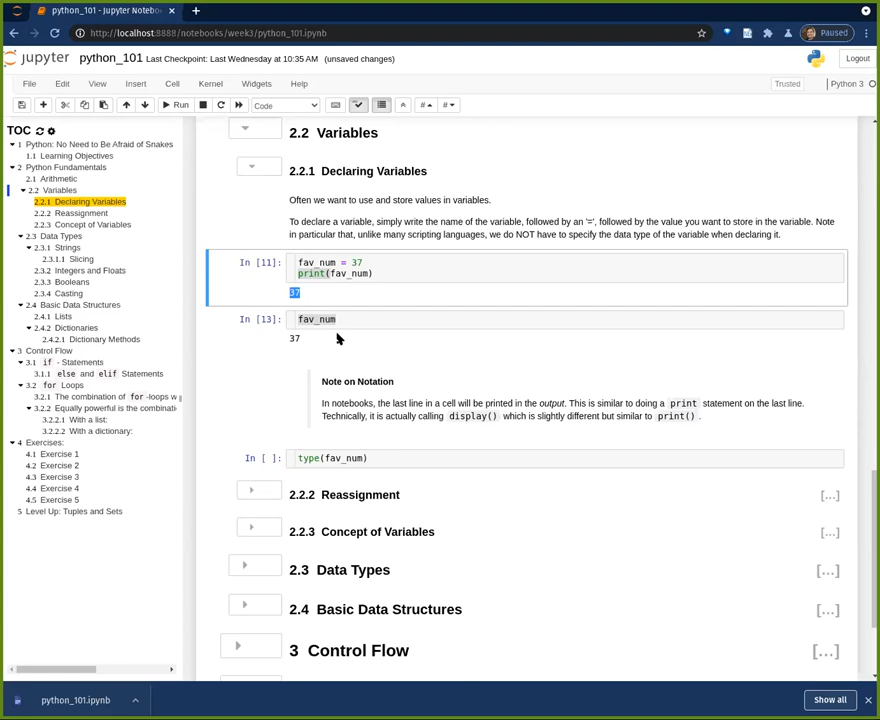 python_101 - Jupyter Notebo
http://localhost:8888/notebooks/week3/python_101.ipynb
Paused
jupyter python_101 Last Checkpoint: Last Wednesday at 10:35 AM (unsaved changes)
Logout
File Edit View Insert Cell Kernel Widgets Help
Trusted
Python 3
Run
Code
TOC
1 Python: No Need to Be Afraid of Snakes
1.1 Learning Objectives
2 Python Fundamentals
2.1 Arithmetic
2.2 Variables
2.2.1 Declaring Variables
2.2.2 Reassignment
2.2.3 Concept of Variables
2.3 Data Types
2.3.1 Strings
2.3.1.1 Slicing
2.3.2 Integers and Floats
2.3.3 Booleans
2.3.4 Casting
2.4 Basic Data Structures
2.4.1 Lists
2.4.2 Dictionaries
2.4.2.1 Dictionary Methods
3 Control Flow
3.1 if - Statements
3.1.1 else and elif Statements
3.2 for Loops
3.2.1 The combination of for -loops w
3.2.2 Equally powerful is the combinati
3.2.2.1 With a list:
3.2.2.2 With a dictionary:
4 Exercises:
4.1 Exercise 1
4.2 Exercise 2
4.3 Exercise 3
4.4 Exercise 4
4.5 Exercise 5
5 Level Up: Tuples and Sets
2.2 Variables
2.2.1 Declaring Variables
Often we want to use and store values in variables.
To declare a variable, simply write the name of the variable, followed by an '=', followed by the value you want to store in the variable. Note
in particular that, unlike many scripting languages, we do NOT have to specify the data type of the variable when declaring it.
In [11]: fav_num = 37
print(fav_num)
37
In [13]: fav_num
37
Note on Notation
In notebooks, the last line in a cell will be printed in the output. This is similar to doing a print statement on the last line.
Technically, it is actually calling display() which is slightly different but similar to print() .
In [ ]: type(fav_num)
2.2.2 Reassignment [...]
2.2.3 Concept of Variables [...]
2.3 Data Types [...]
2.4 Basic Data Structures [...]
3 Control Flow [...]
python_101.ipynb
Show all